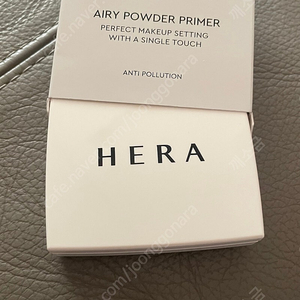 AIRY POWDER PRIMER
PERFECT MAKEUP SETTING
WITH A SINGLE TOUCH
ANTI POLLUTION
HERA